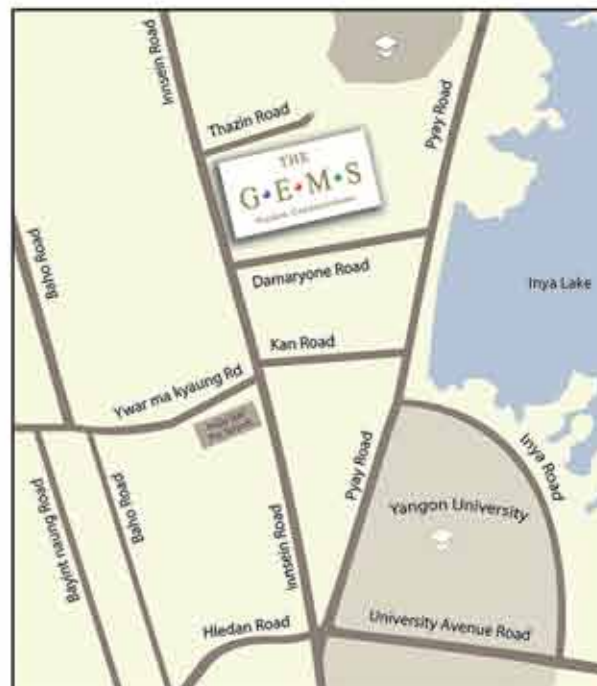 Innsein Road
Thazin Road
Pyay Road
THE
G•E•M•S
Baho Road
Damaryone Road
Inya Lake
Kan Road
Ywar ma kyaung Rd
Inya Road
Pyay Road
Yangon University
Bayint naung Road
Baho Road
Innsein Road
Hledan Road
University Avenue Road